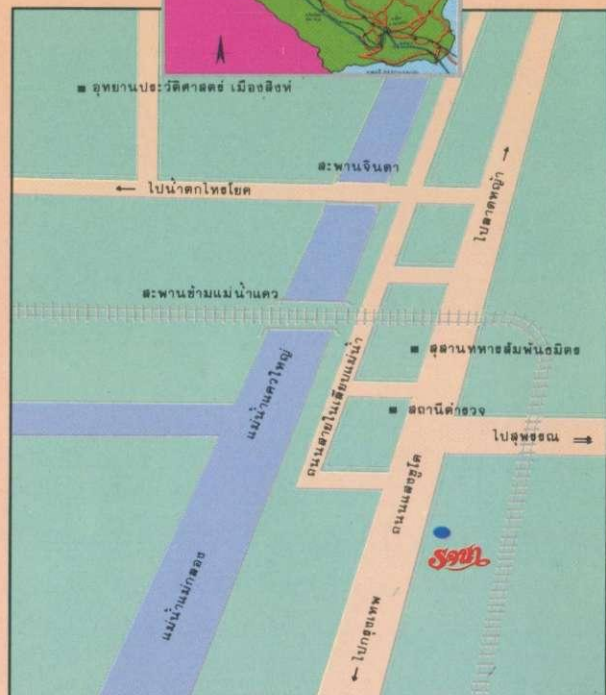 อุทยานประวัติศาสตร์ เมืองสิงห์
สะพานจินดา
← ไปน้ำตกไทรโยค
ไปลาดหญ้า →
สะพานข้ามแม่น้ำแคว
สุสานทหารสัมพันธมิตร
แม่น้ำแควใหญ่
ถนนสายในเลียบแม่น้ำ
สถานีตำรวจ
ไปสุพรรณ ⇒
ถนนแสงชูโต
รจนา
แม่น้ำแม่กลอง
← ไปกรุงเทพ